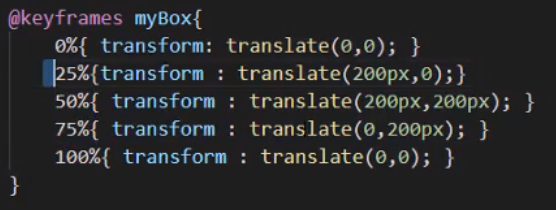 @keyframes myBox{
0%{ transform: translate(0,0); }
25%{transform : translate(200px,0);}
50%{ transform : translate(200px,200px); }
75%{ transform : translate(0,200px); }
100%{ transform : translate(0,0); }
}